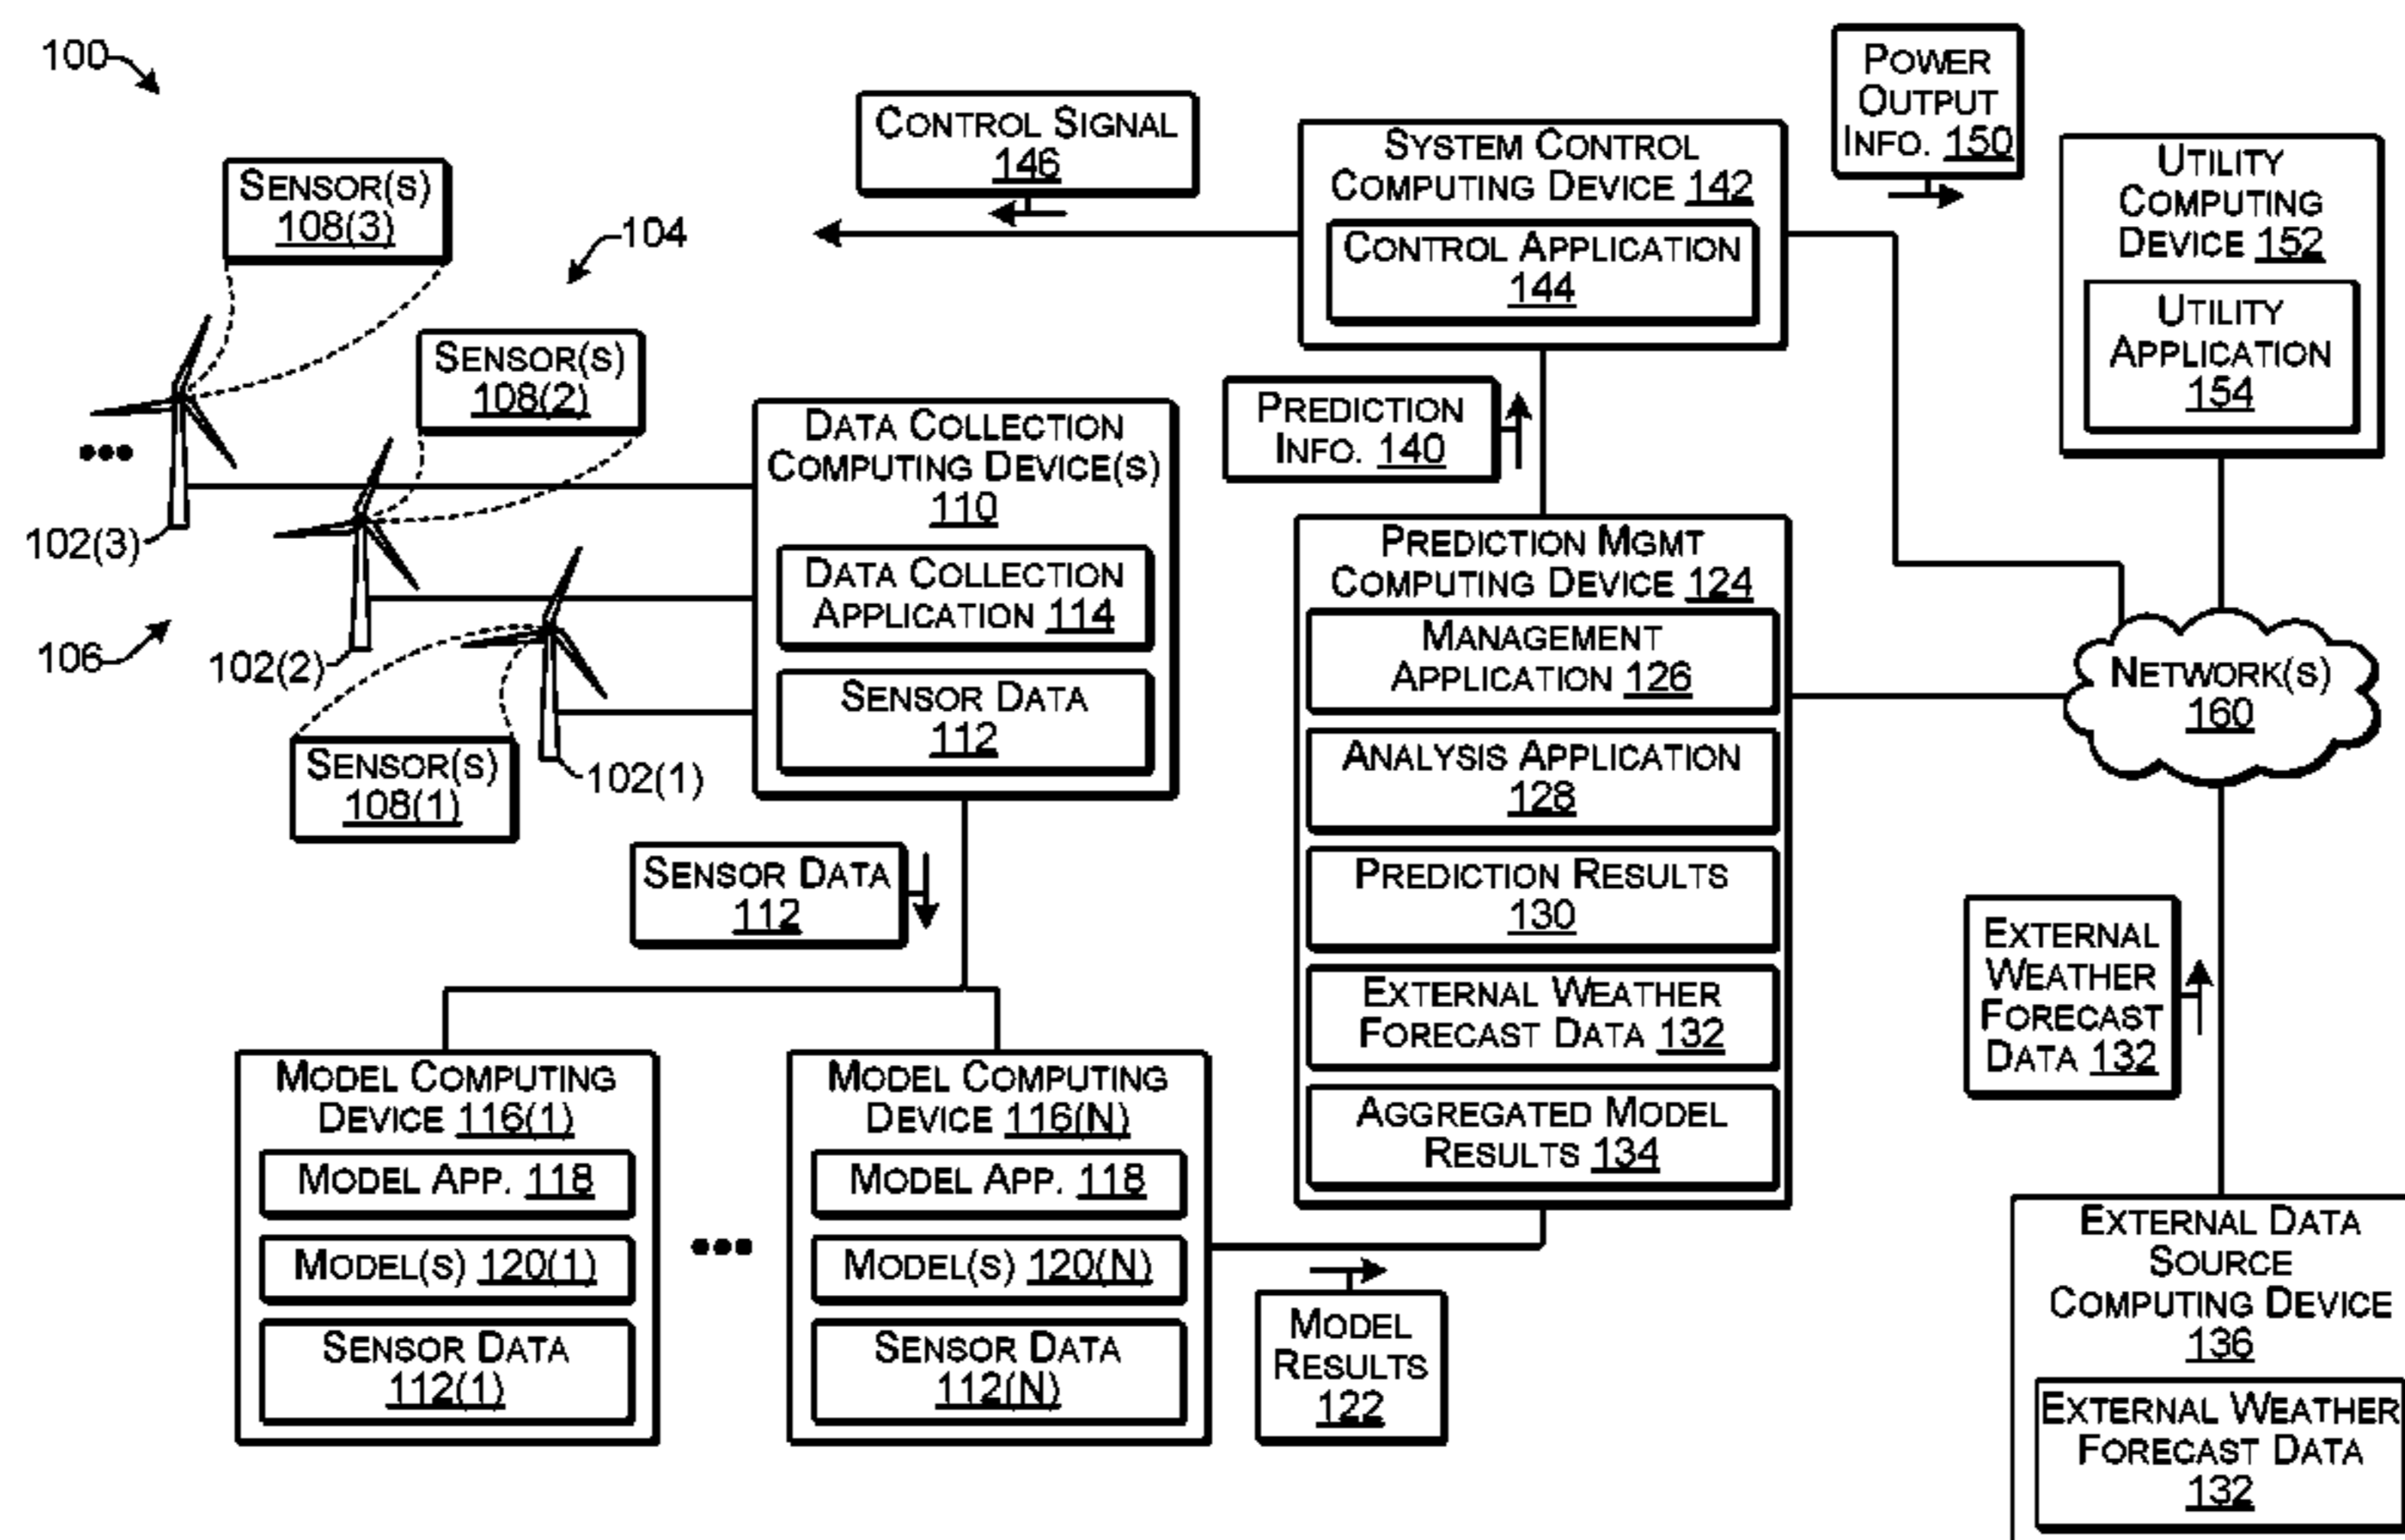 100
SENSOR(S)
108(3)
104
CONTROL SIGNAL
146
SYSTEM CONTROL
COMPUTING DEVICE 142
CONTROL APPLICATION
144
POWER
OUTPUT
INFO. 150
UTILITY
COMPUTING
DEVICE 152
UTILITY
APPLICATION
154
SENSOR(S)
108(2)
102(3)
106
102(2)
102(1)
SENSOR(S)
108(1)
DATA COLLECTION
COMPUTING DEVICE(S)
110
DATA COLLECTION
APPLICATION 114
SENSOR DATA
112
PREDICTION
INFO. 140
PREDICTION MGMT
COMPUTING DEVICE 124
MANAGEMENT
APPLICATION 126
ANALYSIS APPLICATION
128
PREDICTION RESULTS
130
EXTERNAL WEATHER
FORECAST DATA 132
AGGREGATED MODEL
RESULTS 134
NETWORK(S)
160
SENSOR DATA
112
EXTERNAL
WEATHER
FORECAST
DATA 132
MODEL COMPUTING
DEVICE 116(1)
MODEL APP. 118
MODEL(S) 120(1)
SENSOR DATA
112(1)
MODEL COMPUTING
DEVICE 116(N)
MODEL APP. 118
MODEL(S) 120(N)
SENSOR DATA
112(N)
MODEL
RESULTS
122
EXTERNAL DATA
SOURCE
COMPUTING DEVICE
136
EXTERNAL WEATHER
FORECAST DATA
132